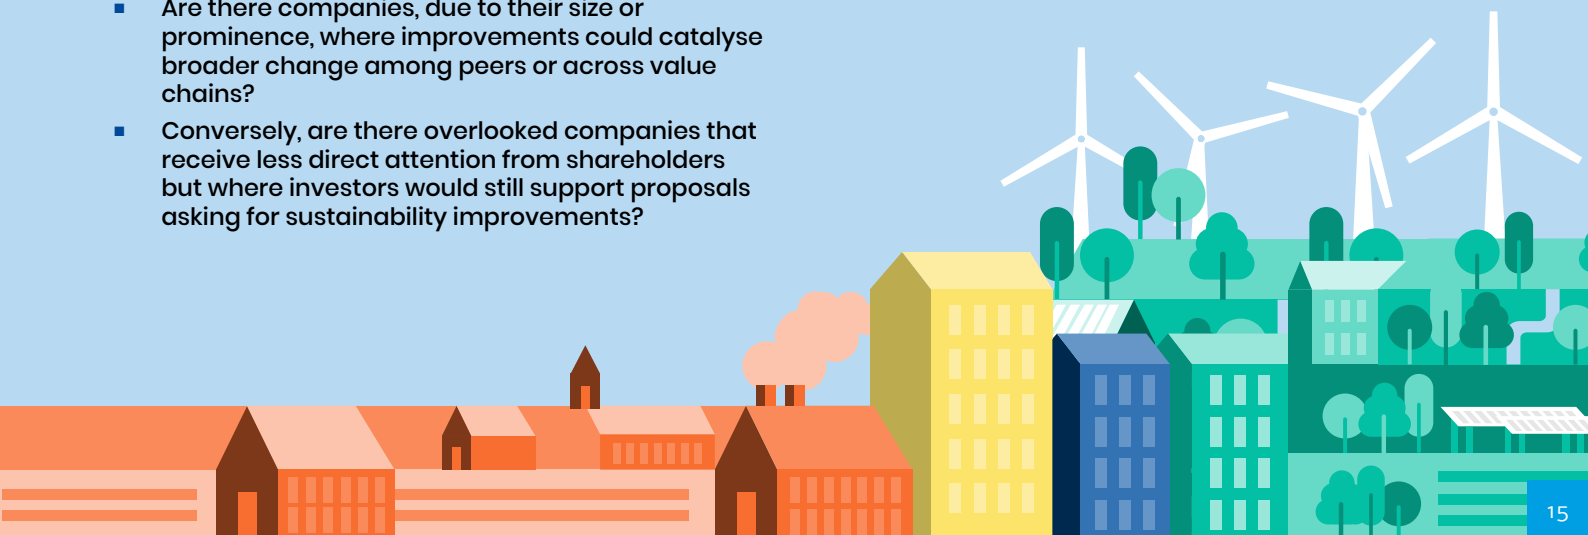 ▪ Are there companies, due to their size or
prominence, where improvements could catalyse
broader change among peers or across value
chains?
▪ Conversely, are there overlooked companies that
receive less direct attention from shareholders
but where investors would still support proposals
asking for sustainability improvements?
15